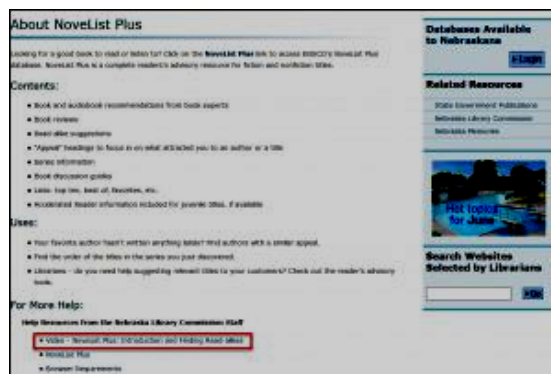 About NoveList Plus
Looking for a good book to read or listen to? Click on the NoveList Plus link to access EBSCO's NoveList Plus
database. NoveList Plus is a complete reader's advisory resource for fiction and nonfiction titles.
Contents:
Book and audiobook recommendations from book experts
Book reviews
Read-alike suggestions
"Appeal" headings to focus in on what attracted you to an author or a title
Series information
Book discussion guides
Lists: top ten, best of, favorites, etc.
Accelerated Reader information included for juvenile titles, if available
Uses:
Your favorite author hasn't written anything lately? Find authors with a similar appeal.
Find the order of the titles in the series you just discovered.
Librarians - do you need help suggesting relevant titles to your customers? Check out the reader's advisory
tools.
For More Help:
Help Resources From the Nebraska Library Commission Staff
Video - NoveList Plus: Introduction and Finding Read-alikes
NoveList Plus
Browser Requirements
Databases Available
to Nebraskans
Login
Related Resources
State Government Publications
Nebraska Library Commission
Nebraska Memories
Hot topics
for June
Search Websites
Selected by Librarians
Go